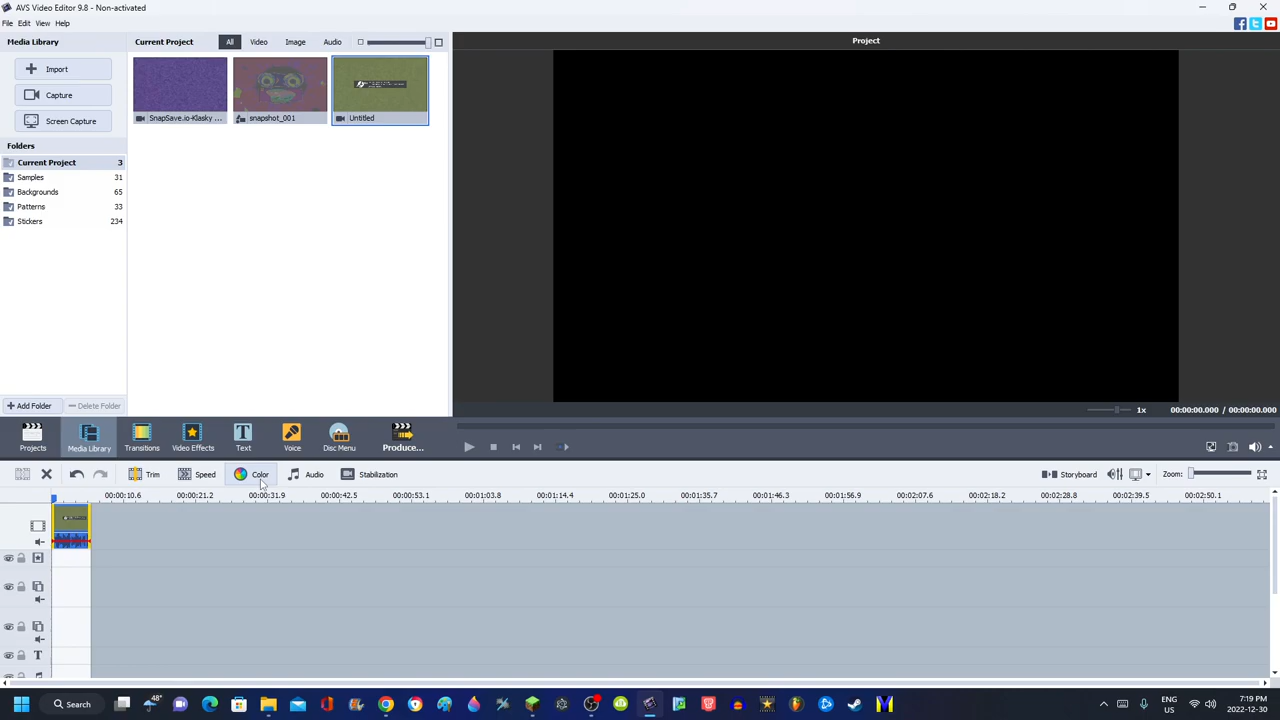 AVS Video Editor 9.8 - Non-activated
File Edit View Help
Media Library
Current Project
All Video Image Audio
Project
Import
Capture
Screen Capture
SnapSave.io-Klasky ...
snapshot_001
Untitled
Folders
Current Project 3
Samples 31
Backgrounds 65
Patterns 33
Stickers 234
Add Folder
Delete Folder
1x
00:00:00.000 / 00:00:00.000
Projects
Media Library
Transitions
Video Effects
Text
Voice
Disc Menu
Produce...
Trim
Speed
Color
Audio
Stabilization
Storyboard
Zoom:
00:00:10.6 00:00:21.2 00:00:31.9 00:00:42.5 00:00:53.1 00:01:03.8 00:01:14.4 00:01:25.0 00:01:35.7 00:01:46.3 00:01:56.9 00:02:07.6 00:02:18.2 00:02:28.8 00:02:39.5 00:02:50.1
48°
Search
ENG
US
7:19 PM
2022-12-30